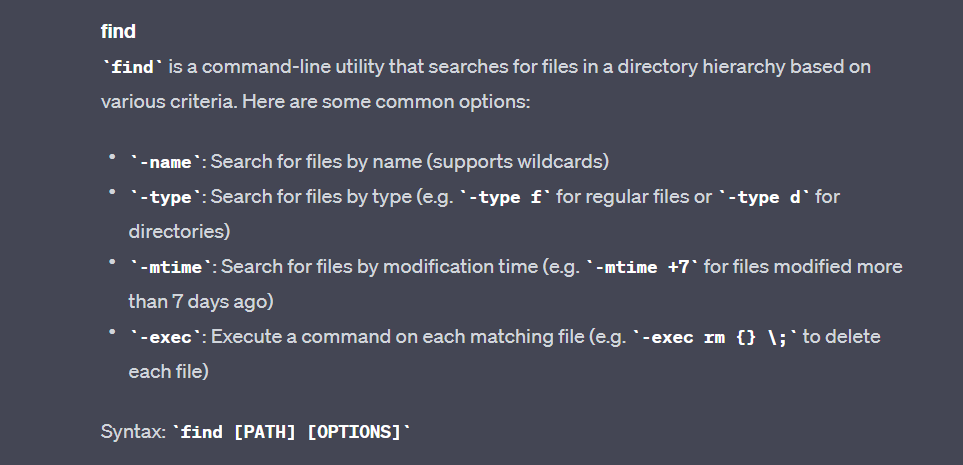 find
`find` is a command-line utility that searches for files in a directory hierarchy based on
various criteria. Here are some common options:
• `-name`: Search for files by name (supports wildcards)
• `-type`: Search for files by type (e.g. `-type f` for regular files or `-type d` for
directories)
• `-mtime`: Search for files by modification time (e.g. `-mtime +7` for files modified more
than 7 days ago)
• `-exec`: Execute a command on each matching file (e.g. `-exec rm {} \;` to delete
each file)
Syntax: `find [PATH] [OPTIONS]`